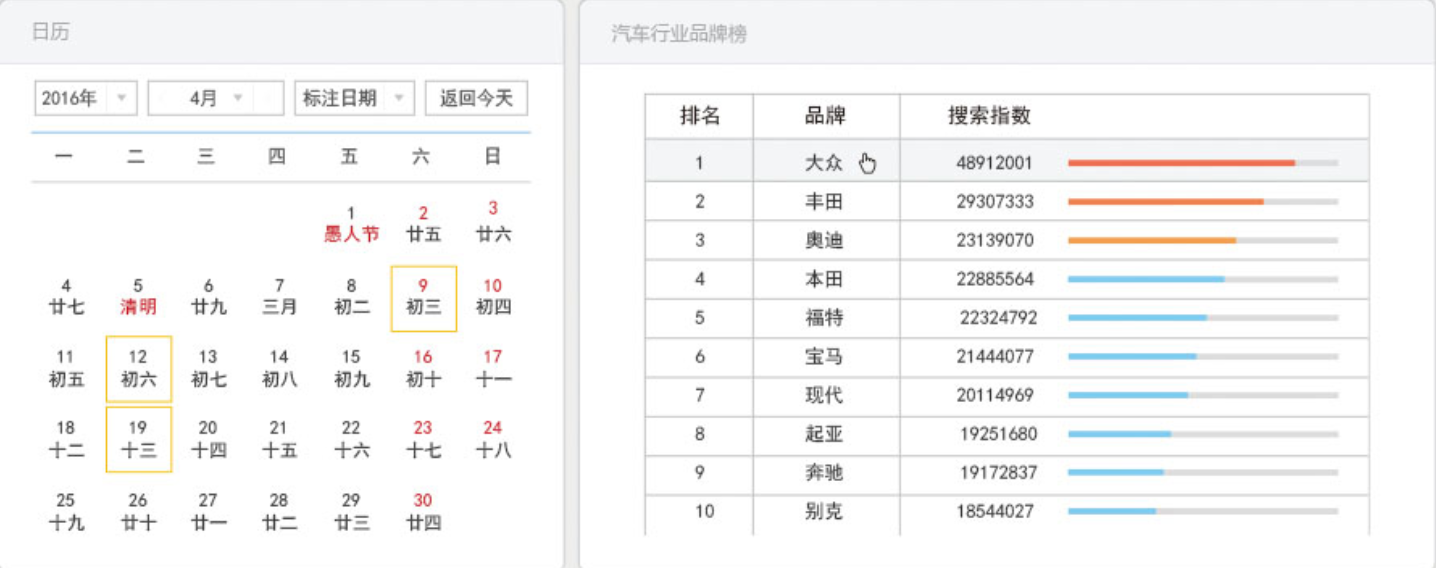 日历
2016年 4月 标注日期 返回今天
一 二 三 四 五 六 日
1 2 3
愚人节 廿五 廿六
4 5 6 7 8 9 10
廿七 清明 廿九 三月 初二 初三 初四
11 12 13 14 15 16 17
初五 初六 初七 初八 初九 初十 十一
18 19 20 21 22 23 24
十二 十三 十四 十五 十六 十七 十八
25 26 27 28 29 30
十九 廿十 廿一 廿二 廿三 廿四
汽车行业品牌榜
排名 品牌 搜索指数
1 大众 48912001
2 丰田 29307333
3 奥迪 23139070
4 本田 22885564
5 福特 22324792
6 宝马 21444077
7 现代 20114969
8 起亚 19251680
9 奔驰 19172837
10 别克 18544027